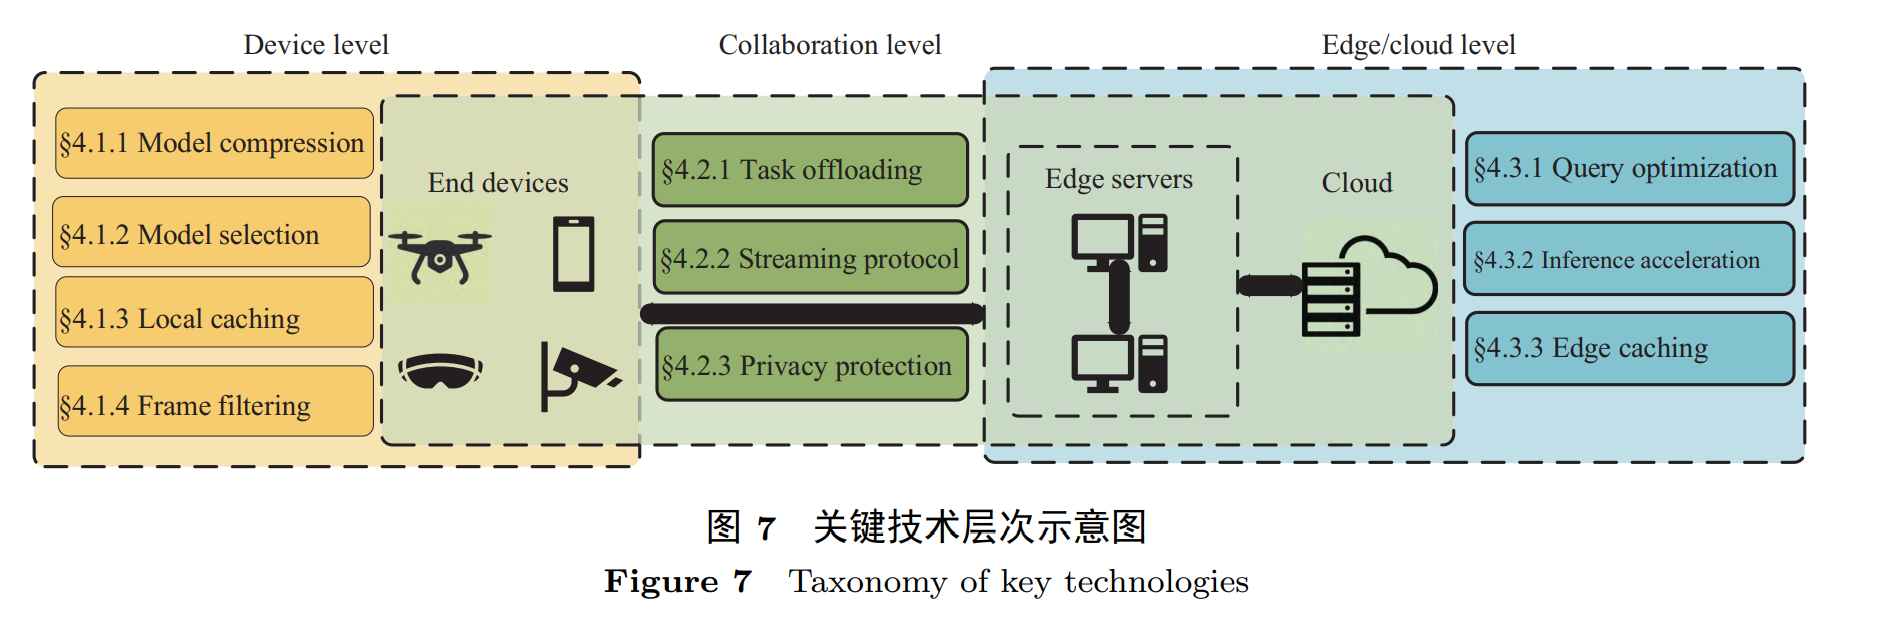 Device level
Collaboration level
Edge/cloud level
§4.1.1 Model compression
§4.1.2 Model selection
§4.1.3 Local caching
§4.1.4 Frame filtering
End devices
§4.2.1 Task offloading
§4.2.2 Streaming protocol
§4.2.3 Privacy protection
Edge servers
Cloud
§4.3.1 Query optimization
§4.3.2 Inference acceleration
§4.3.3 Edge caching
图 7 关键技术层次示意图
Figure 7 Taxonomy of key technologies